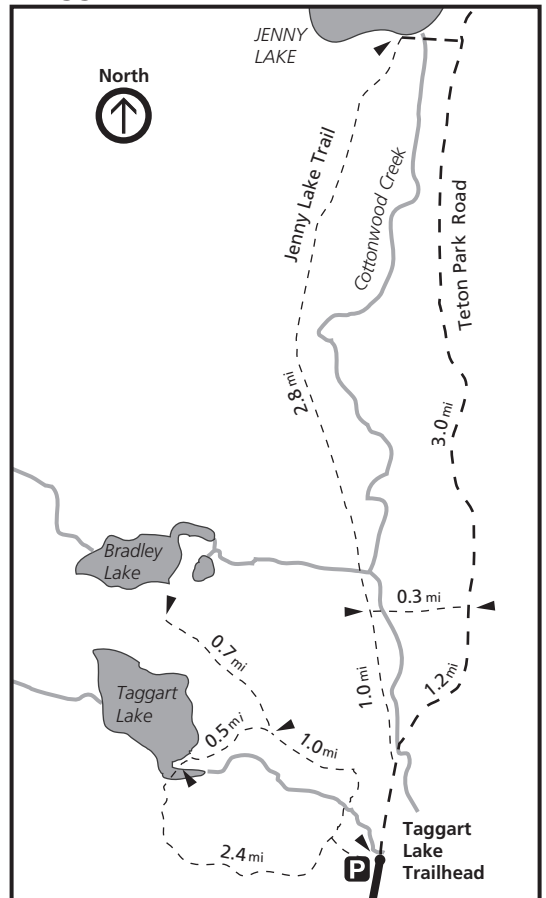 JENNY
LAKE
North
Jenny Lake Trail
Cottonwood Creek
Teton Park Road
2.8 mi
3.0 mi
Bradley
Lake
0.3 mi
0.7 mi
Taggart
Lake
1.0 mi
1.2 mi
0.5 mi
1.0 mi
2.4 mi
P
Taggart
Lake
Trailhead